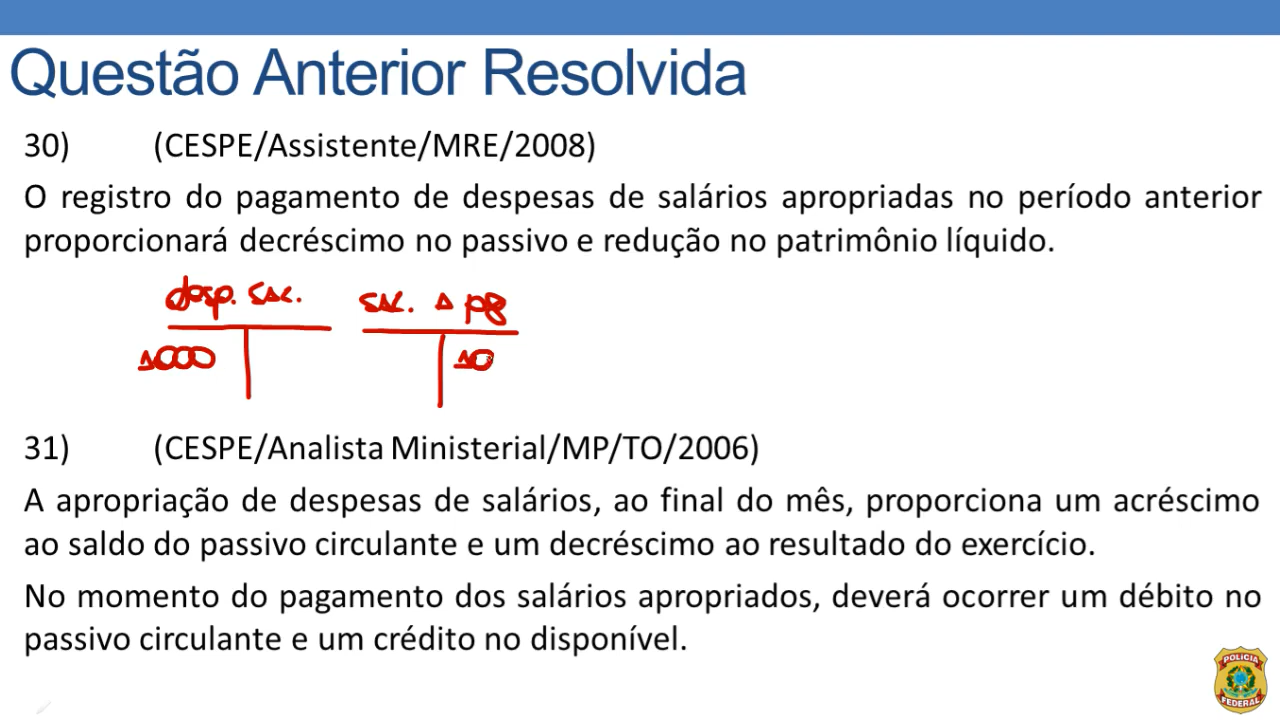 Questão Anterior Resolvida
30) (CESPE/Assistente/MRE/2008)
O registro do pagamento de despesas de salários apropriadas no período anterior
proporcionará decréscimo no passivo e redução no patrimônio líquido.
desp. sal. sal. a pg
1000 10
31) (CESPE/Analista Ministerial/MP/TO/2006)
A apropriação de despesas de salários, ao final do mês, proporciona um acréscimo
ao saldo do passivo circulante e um decréscimo ao resultado do exercício.
No momento do pagamento dos salários apropriados, deverá ocorrer um débito no
passivo circulante e um crédito no disponível.
POLÍCIA
FEDERAL